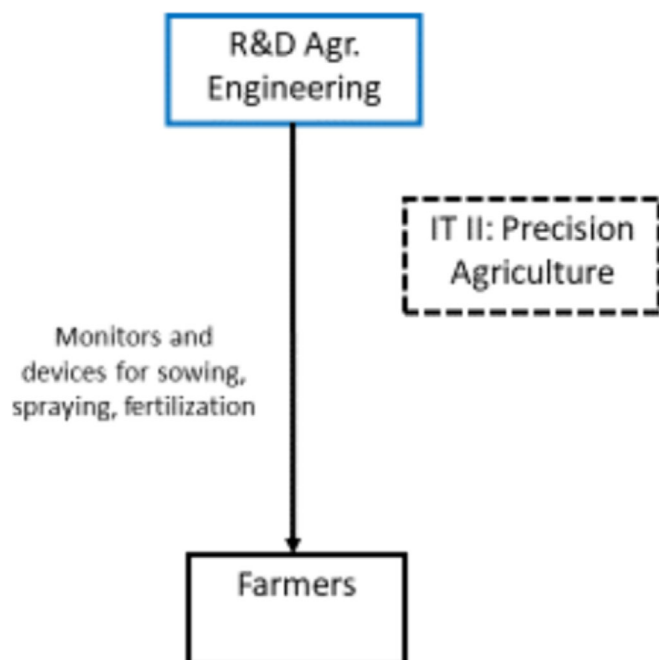 R&D Agr.
Engineering
IT II: Precision
Agriculture
Monitors and
devices for sowing,
spraying, fertilization
Farmers